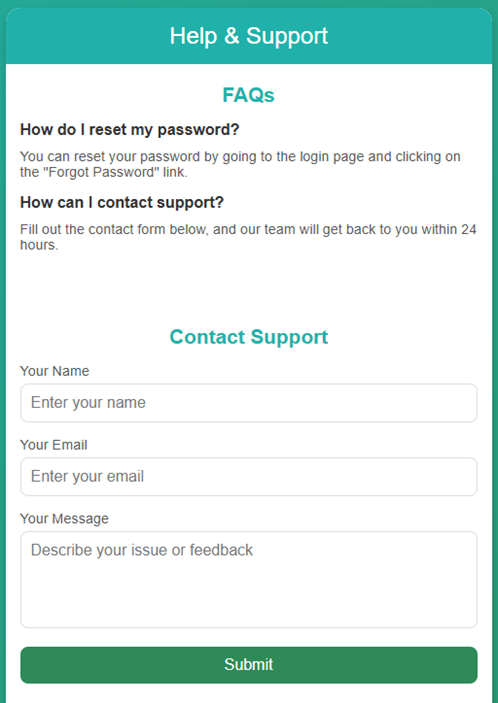 Help & Support
FAQs
How do I reset my password?
You can reset your password by going to the login page and clicking on
the "Forgot Password" link.
How can I contact support?
Fill out the contact form below, and our team will get back to you within 24
hours.
Contact Support
Your Name
Enter your name
Your Email
Enter your email
Your Message
Describe your issue or feedback
Submit